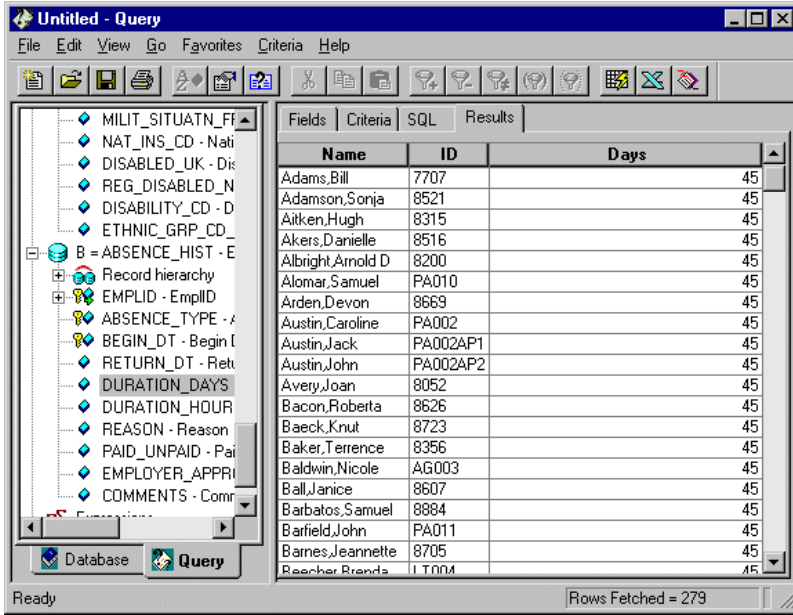 Untitled - Query
File Edit View Go Favorites Criteria Help
MILIT_SITUATN_F
NAT_INS_CD - Nati
DISABLED_UK - Dis
REG_DISABLED_N
DISABILITY_CD - D
ETHNIC_GRP_CD_
B = ABSENCE_HIST - E
Record hierarchy
EMPLID - EmplID
ABSENCE_TYPE - A
BEGIN_DT - Begin D
RETURN_DT - Retu
DURATION_DAYS
DURATION_HOUR
REASON - Reason
PAID_UNPAID - Pai
EMPLOYER_APPR
COMMENTS - Comm
Database Query
Fields Criteria SQL Results
Name ID Days
Adams,Bill 7707 45
Adamson,Sonja 8521 45
Aitken,Hugh 8315 45
Akers,Danielle 8516 45
Albright,Arnold D 8200 45
Alomar,Samuel PA010 45
Arden,Devon 8669 45
Austin,Caroline PA002 45
Austin,Jack PA002AP1 45
Austin,John PA002AP2 45
Avery,Joan 8052 45
Bacon,Roberta 8626 45
Baeck,Knut 8723 45
Baker,Terrence 8356 45
Baldwin,Nicole AG003 45
Ball,Janice 8607 45
Barbatos,Samuel 8884 45
Barfield,John PA011 45
Barnes,Jeannette 8705 45
Beecher,Brenda LT004 45
Ready Rows Fetched = 279